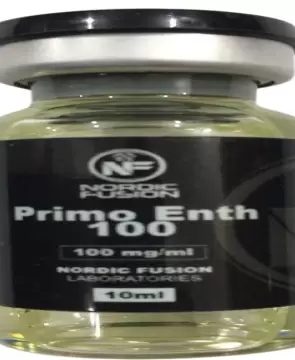 NF
NORDIC
FUSION
Primo Enth
100
100 mg/ml
NORDIC FUSION
LABORATORIES
10ml